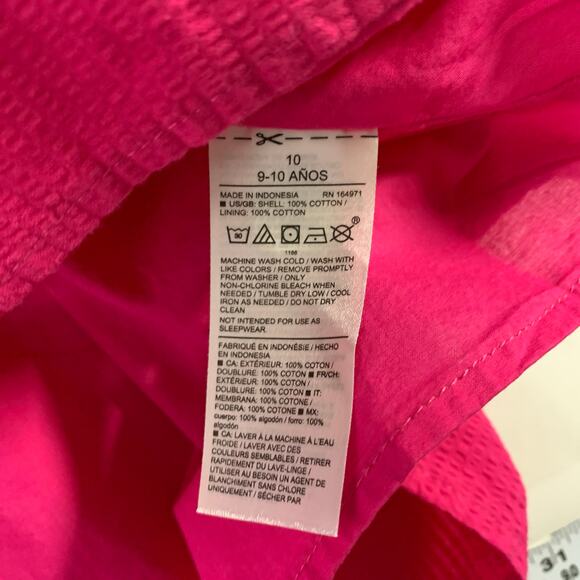 10
9-10 AÑOS
MADE IN INDONESIA RN 164971
■ US/GB: SHELL: 100% COTTON /
LINING: 100% COTTON
30
®
1166
MACHINE WASH COLD / WASH WITH
LIKE COLORS / REMOVE PROMPTLY
FROM WASHER / ONLY
NON-CHLORINE BLEACH WHEN
NEEDED / TUMBLE DRY LOW / COOL
IRON AS NEEDED / DO NOT DRY
CLEAN
NOT INTENDED FOR USE AS
SLEEPWEAR.
FABRIQUÉ EN INDONÉSIE / HECHO
EN INDONESIA
■ CA: EXTÉRIEUR: 100% COTON /
DOUBLURE: 100% COTON ■ FR/CH:
EXTÉRIEUR: 100% COTON /
DOUBLURE: 100% COTON ■ IT:
MEMBRANA: 100% COTONE /
FODERA: 100% COTONE ■ MX:
cuerpo: 100% algodón / forro: 100%
algodón
■ CA: LAVER À LA MACHINE À L'EAU
FROIDE / LAVER AVEC DES
COULEURS SEMBLABLES / RETIRER
RAPIDEMENT DU LAVE-LINGE /
UTILISER AU BESOIN UN AGENT DE
BLANCHIMENT SANS CHLORE
UNIQUEMENT / SÉCHER PAR
31